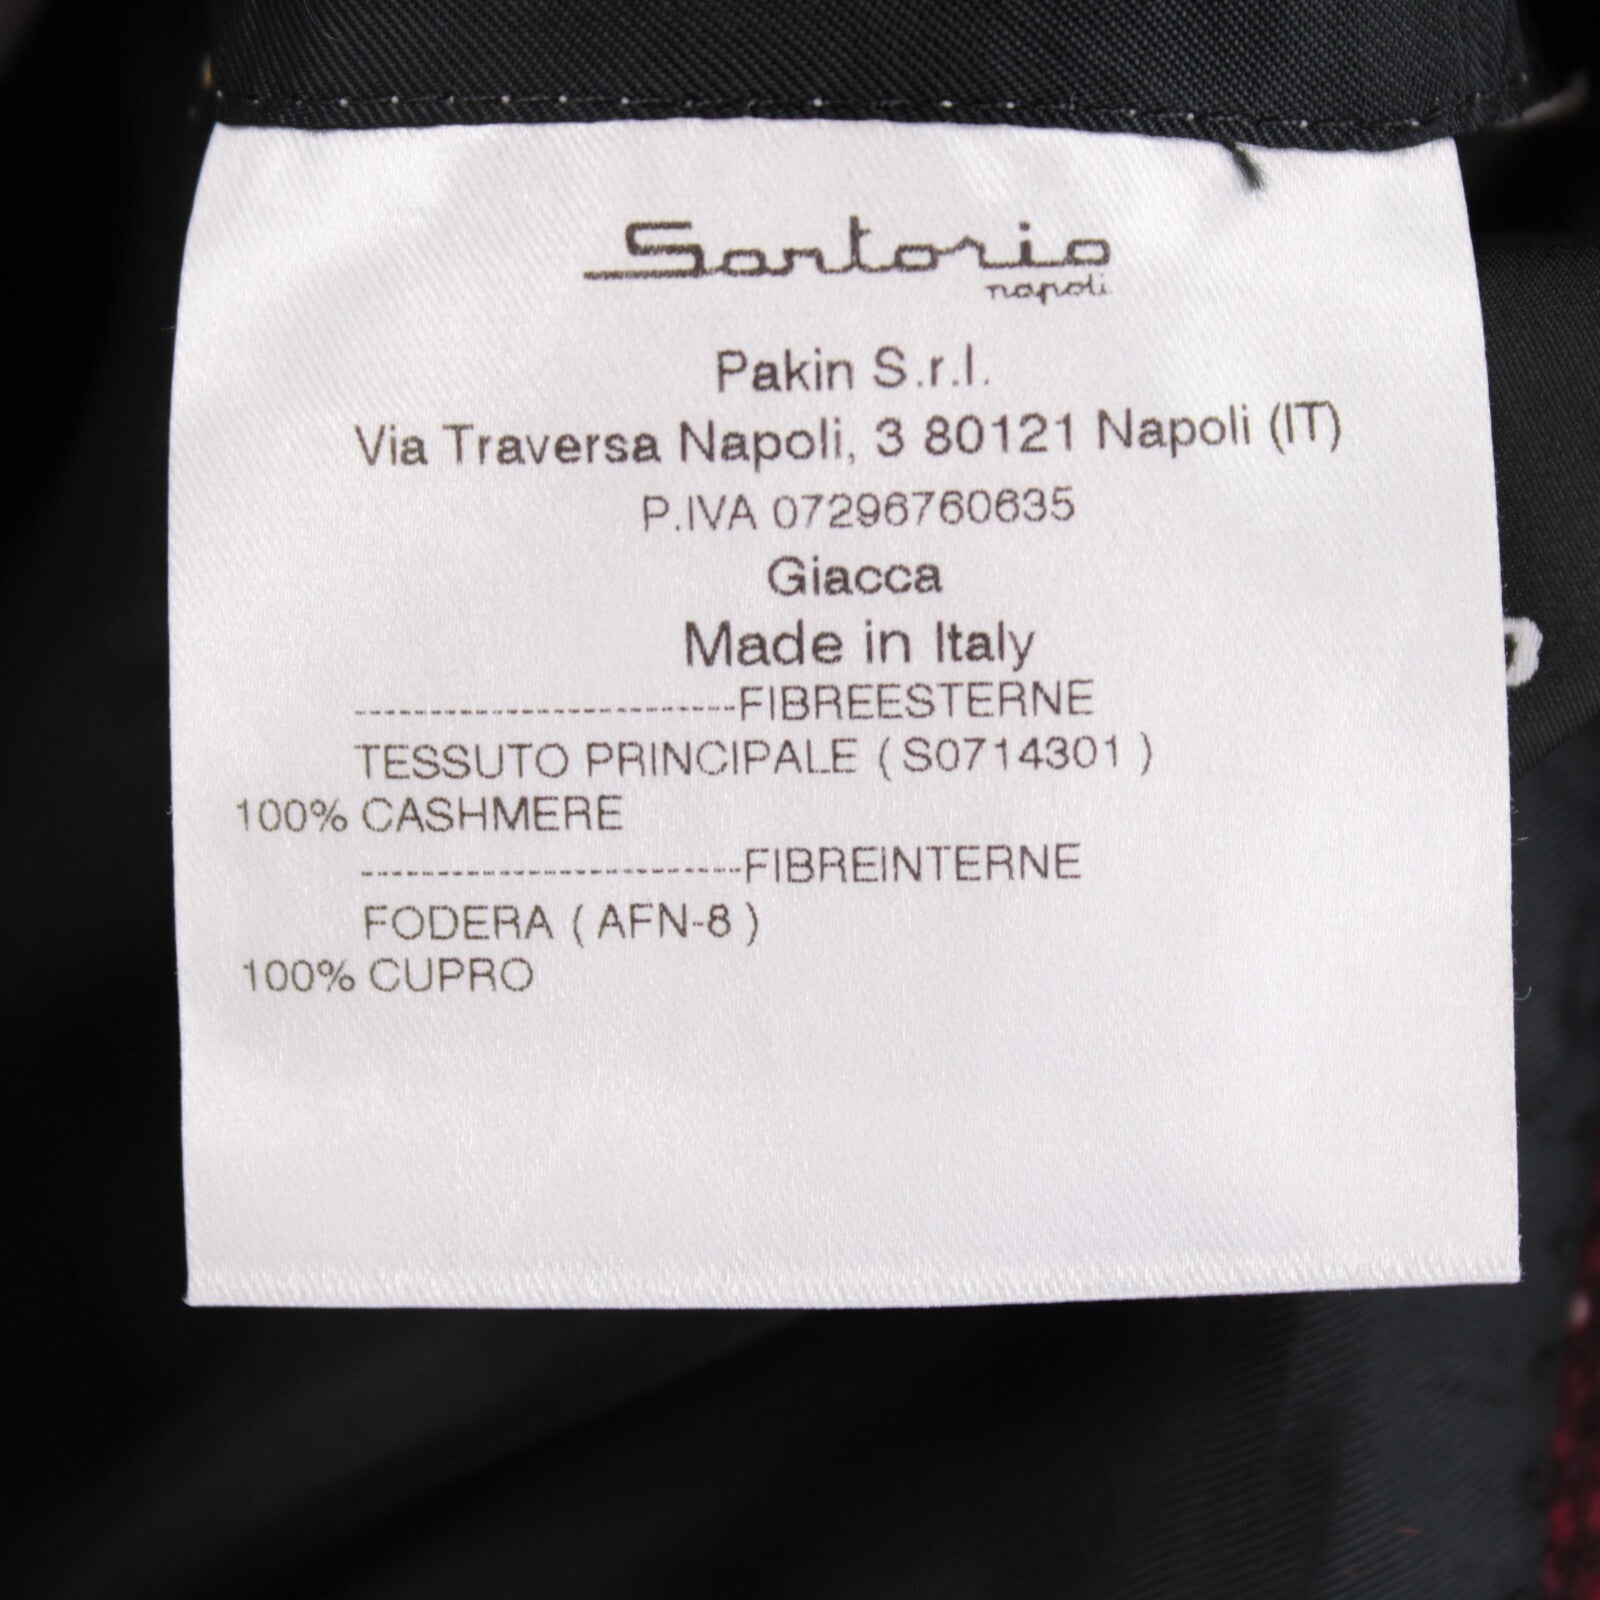 Sartorio
napoli
Pakin S.r.l.
Via Traversa Napoli, 3 80121 Napoli (IT)
P.IVA 07296760635
Giacca
Made in Italy
-------------------------FIBREESTERNE
TESSUTO PRINCIPALE ( S0714301 )
100% CASHMERE
-------------------------FIBREINTERNE
FODERA ( AFN-8 )
100% CUPRO